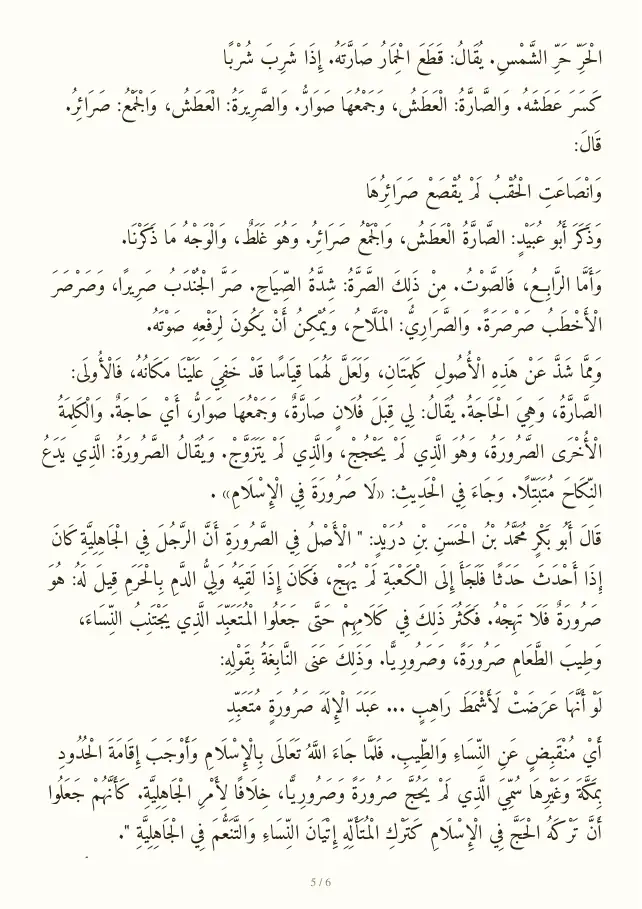 الْحَرِّ حَرِّ الشَّمْسِ. يُقَالُ: قَطَعَ الْحِمَارُ صَارَّتَهُ. إِذَا شَرِبَ شُرْبًا
كَسَرَ عَطَشَهُ. وَالصَّارَّةُ: الْعَطَشُ، وَجَمْعُهَا صَوَارُّ. وَالصَّرِيرَةُ: الْعَطَشُ، وَالْجَمْعُ: صَرَائِرُ.
قَالَ:
وَانْصَاعَتِ الْحُقْبُ لَمْ يُقْصَعْ صَرَائِرُهَا
وَذَكَرَ أَبُو عُبَيْدٍ: الصَّارَّةُ الْعَطَشُ، وَالْجَمْعُ صَرَائِرُ. وَهُوَ غَلَطٌ، وَالْوَجْهُ مَا ذَكَرْنَا.
وَأَمَّا الرَّابِعُ، فَالصَّوْتُ. مِنْ ذَلِكَ الصَّرَّةُ: شِدَّةُ الصِّيَاحِ. صَرَّ الْجُنْدَبُ صَرِيرًا، وَصَرْصَرَ
الْأَخْطَبُ صَرْصَرَةً. وَالصَّرَارِيُّ: الْمَلَّاحُ، وَيُمْكِنُ أَنْ يَكُونَ لِرَفْعِهِ صَوْتَهُ.
وَمِمَّا شَذَّ عَنْ هَذِهِ الْأُصُولِ كَلِمَتَانِ، وَلَعَلَّ لَهُمَا قِيَاسًا قَدْ خَفِيَ عَلَيْنَا مَكَانُهُ، فَالْأُولَى:
الصَّارَّةُ، وَهِيَ الْحَاجَةُ. يُقَالُ: لِي قِبَلَ فُلَانٍ صَارَّةٌ، وَجَمْعُهَا صَوَارُّ، أَيْ حَاجَةٌ. وَالْكَلِمَةُ
الْأُخْرَى الصَّرُورَةُ، وَهُوَ الَّذِي لَمْ يَحْجُجْ، وَالَّذِي لَمْ يَتَزَوَّجْ. وَيُقَالُ الصَّرُورَةُ: الَّذِي يَدَعُ
النِّكَاحَ مُتَبَتِّلًا. وَجَاءَ فِي الْحَدِيثِ: «لَا صَرُورَةَ فِي الْإِسْلَامِ» .
قَالَ أَبُو بَكْرٍ مُحَمَّدُ بْنُ الْحَسَنِ بْنِ دُرَيْدٍ: " الْأَصْلُ فِي الصَّرُورَةِ أَنَّ الرَّجُلَ فِي الْجَاهِلِيَّةِ كَانَ
إِذَا أَحْدَثَ حَدَثًا فَلَجَأَ إِلَى الْكَعْبَةِ لَمْ يُهَجْ، فَكَانَ إِذَا لَقِيَهُ وَلِيُّ الدَّمِ بِالْحَرَمِ قِيلَ لَهُ: هُوَ
صَرُورَةٌ فَلَا تَهِجْهُ. فَكَثُرَ ذَلِكَ فِي كَلَامِهِمْ حَتَّى جَعَلُوا الْمُتَعَبِّدَ الَّذِي يَجْتَنِبُ النِّسَاءَ،
وَطِيبَ الطَّعَامِ صَرُورَةً، وَصَرُورِيًّا. وَذَلِكَ عَنَى النَّابِغَةُ بِقَوْلِهِ:
لَوْ أَنَّهَا عَرَضَتْ لَأَشْمَطَ رَاهِبٍ ... عَبَدَ الْإِلَهَ صَرُورَةٍ مُتَعَبِّدِ
أَيْ مُنْقَبِضٍ عَنِ النِّسَاءِ وَالطِّيبِ. فَلَمَّا جَاءَ اللَّهُ تَعَالَى بِالْإِسْلَامِ وَأَوْجَبَ إِقَامَةَ الْحُدُودِ
بِمَكَّةَ وَغَيْرِهَا سُمِّيَ الَّذِي لَمْ يَحُجَّ صَرُورَةً وَصَرُورِيًّا، خِلَافًا لِأَمْرِ الْجَاهِلِيَّةِ. كَأَنَّهُمْ جَعَلُوا
أَنَّ تَرْكَهُ الْحَجَّ فِي الْإِسْلَامِ كَتَرْكِ الْمُتَأَلِّهِ إِتْيَانَ النِّسَاءِ وَالتَّنَعُّمَ فِي الْجَاهِلِيَّةِ ".
5 / 6